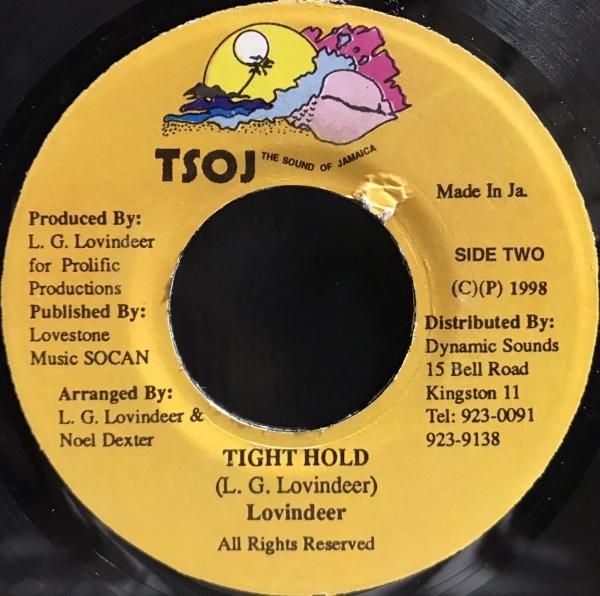 TSOJ THE SOUND OF JAMAICA
Made In Ja.
Produced By:
L. G. Lovindeer
for Prolific
Productions
Published By:
Lovestone
Music SOCAN
Arranged By:
L. G. Lovindeer &
Noel Dexter
SIDE TWO
(C)(P) 1998
Distributed By:
Dynamic Sounds
15 Bell Road
Kingston 11
Tel: 923-0091
923-9138
TIGHT HOLD
(L. G. Lovindeer)
Lovindeer
All Rights Reserved